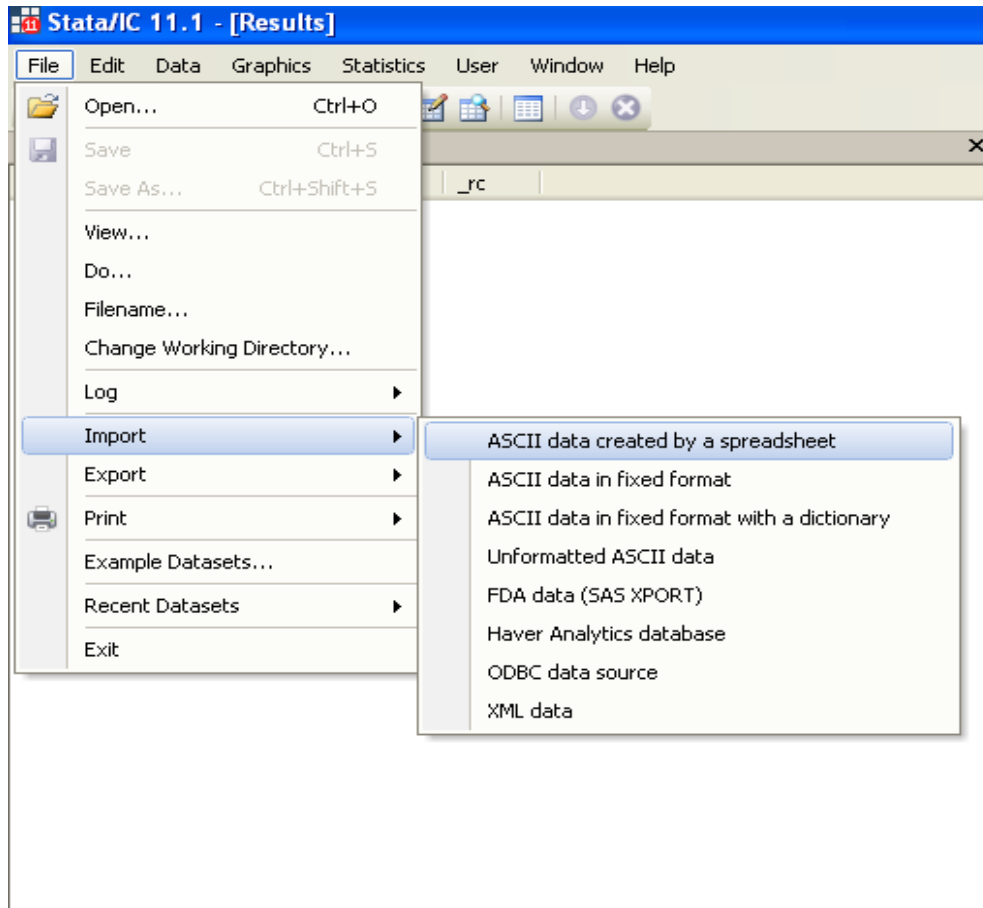 11 Stata/IC 11.1 - [Results]
File Edit Data Graphics Statistics User Window Help
Open... Ctrl+O
Save Ctrl+S
Save As... Ctrl+Shift+S
_rc
View...
Do...
Filename...
Change Working Directory...
Log
Import
Export
Print
Example Datasets...
Recent Datasets
Exit
ASCII data created by a spreadsheet
ASCII data in fixed format
ASCII data in fixed format with a dictionary
Unformatted ASCII data
FDA data (SAS XPORT)
Haver Analytics database
ODBC data source
XML data